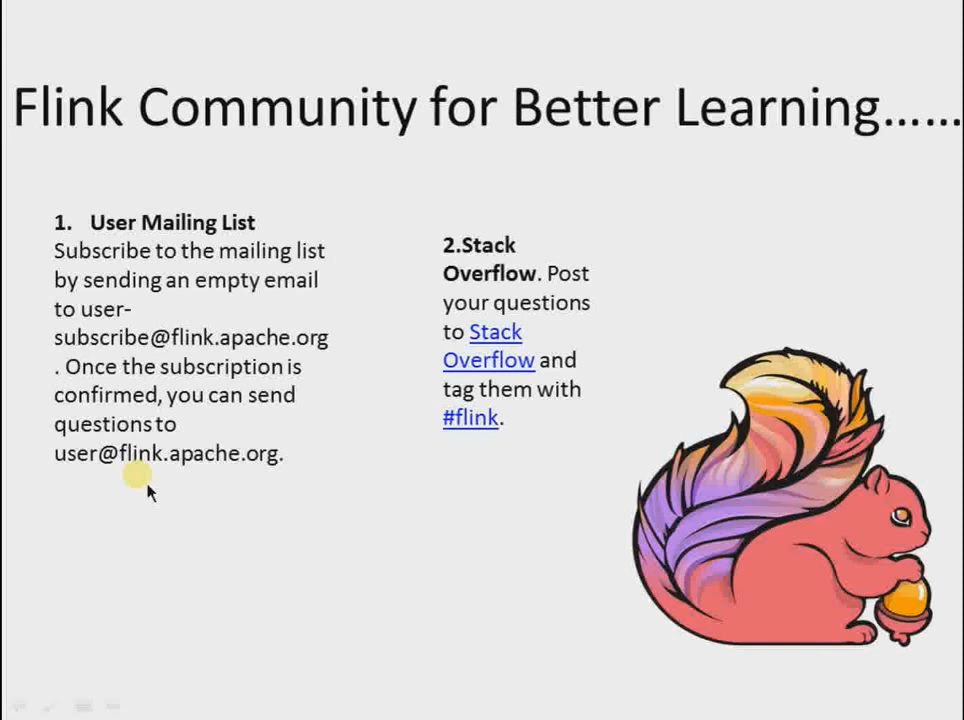 Flink Community for Better Learning......
1. User Mailing List
Subscribe to the mailing list
by sending an empty email
to user-
subscribe@flink.apache.org
. Once the subscription is
confirmed, you can send
questions to
user@flink.apache.org.
2.Stack
Overflow. Post
your questions
to Stack
Overflow and
tag them with
#flink.